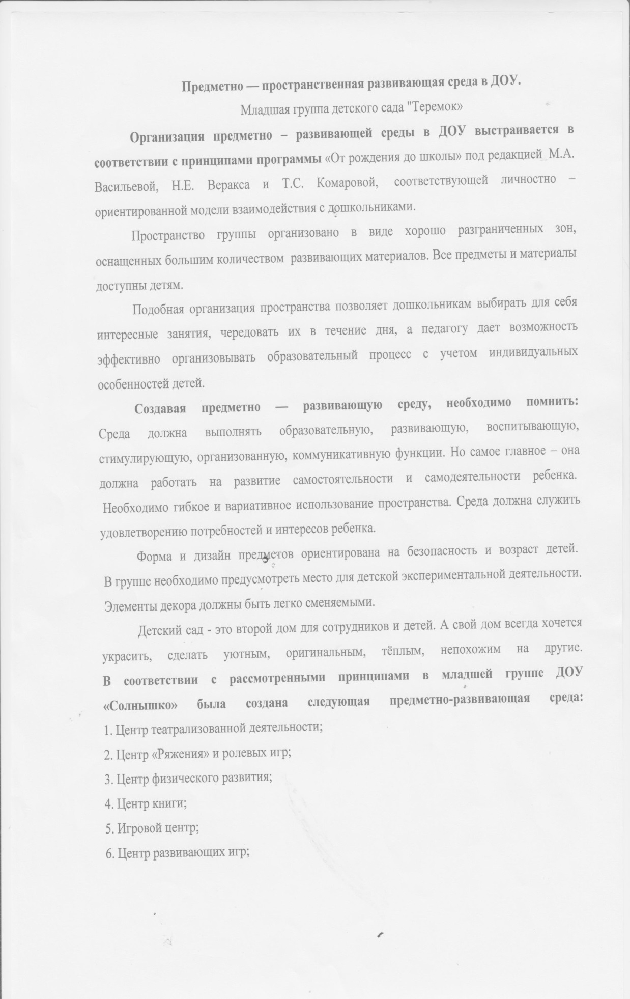 Предметно — пространственная развивающая среда в ДОУ.
Младшая группа детского сада "Теремок»
Организация предметно – развивающей среды в ДОУ выстраивается в
соответствии с принципами программы «От рождения до школы» под редакцией М.А.
Васильевой, Н.Е. Веракса и Т.С. Комаровой, соответствующей личностно –
ориентированной модели взаимодействия с дошкольниками.
Пространство группы организовано в виде хорошо разграниченных зон,
оснащенных большим количеством развивающих материалов. Все предметы и материалы
доступны детям.
Подобная организация пространства позволяет дошкольникам выбирать для себя
интересные занятия, чередовать их в течение дня, а педагогу дает возможность
эффективно организовывать образовательный процесс с учетом индивидуальных
особенностей детей.
Создавая предметно — развивающую среду, необходимо помнить:
Среда должна выполнять образовательную, развивающую, воспитывающую,
стимулирующую, организованную, коммуникативную функции. Но самое главное – она
должна работать на развитие самостоятельности и самодеятельности ребенка.
Необходимо гибкое и вариативное использование пространства. Среда должна служить
удовлетворению потребностей и интересов ребенка.
Форма и дизайн предметов ориентирована на безопасность и возраст детей.
В группе необходимо предусмотреть место для детской экспериментальной деятельности.
Элементы декора должны быть легко сменяемыми.
Детский сад - это второй дом для сотрудников и детей. А свой дом всегда хочется
украсить, сделать уютным, оригинальным, тёплым, непохожим на другие.
В соответствии с рассмотренными принципами в младшей группе ДОУ
«Солнышко» была создана следующая предметно-развивающая среда:
1. Центр театрализованной деятельности;
2. Центр «Ряжения» и ролевых игр;
3. Центр физического развития;
4. Центр книги;
5. Игровой центр;
6. Центр развивающих игр;